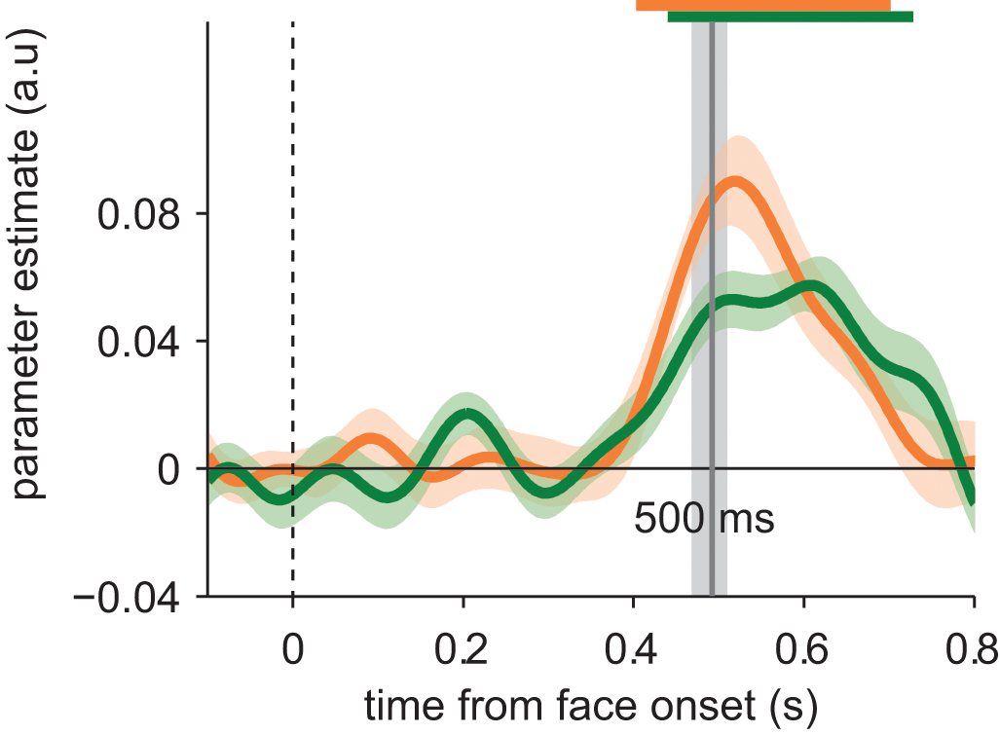 parameter estimate (a.u)
0.08
0.04
0
−0.04
500 ms
0 0.2 0.4 0.6 0.8
time from face onset (s)